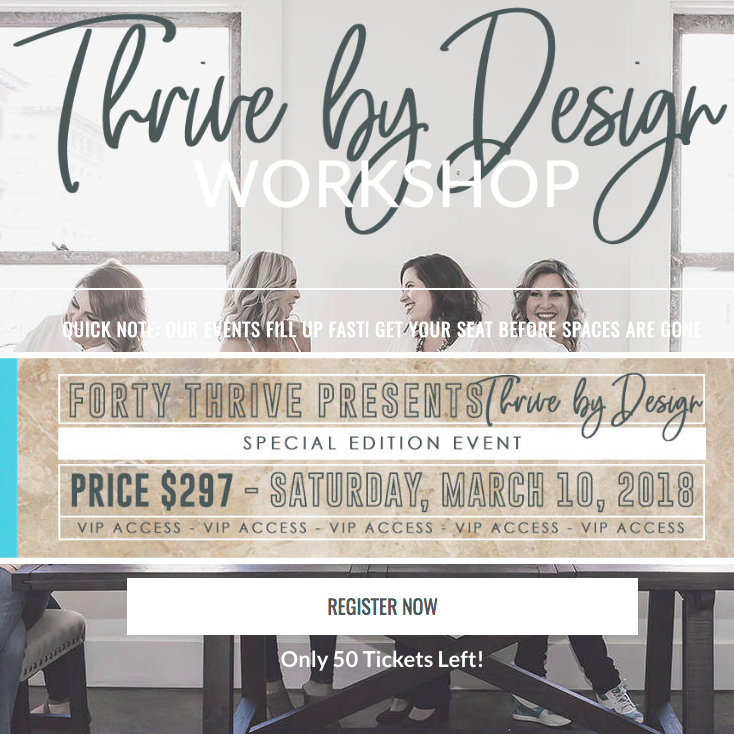 Thrive by Design
WORKSHOP
QUICK NOTE: OUR EVENTS FILL UP FAST! GET YOUR SEAT BEFORE SPACES ARE GONE
FORTY THRIVE PRESENTS Thrive by Design
SPECIAL EDITION EVENT
PRICE $297 - SATURDAY, MARCH 10, 2018
VIP ACCESS - VIP ACCESS - VIP ACCESS - VIP ACCESS - VIP ACCESS
REGISTER NOW
Only 50 Tickets Left!